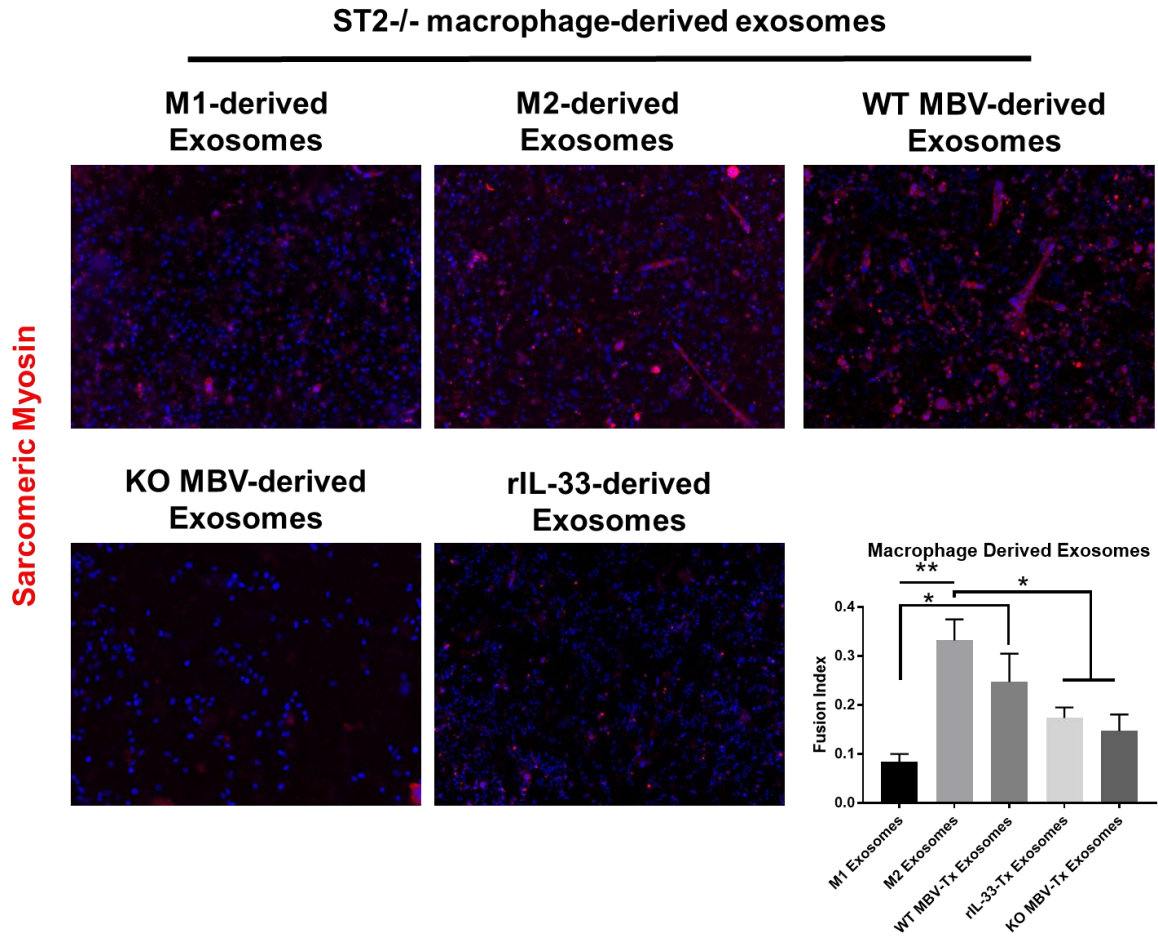 ST2-/- macrophage-derived exosomes
M1-derived
Exosomes
M2-derived
Exosomes
WT MBV-derived
Exosomes
Sarcomeric Myosin
KO MBV-derived
Exosomes
rIL-33-derived
Exosomes
Macrophage Derived Exosomes
**
*
*
Fusion Index
0.4
0.3
0.2
0.1
0.0
M1 Exosomes
M2 Exosomes
WT MBV-Tx Exosomes
rIL-33-Tx Exosomes
KO MBV-Tx Exosomes